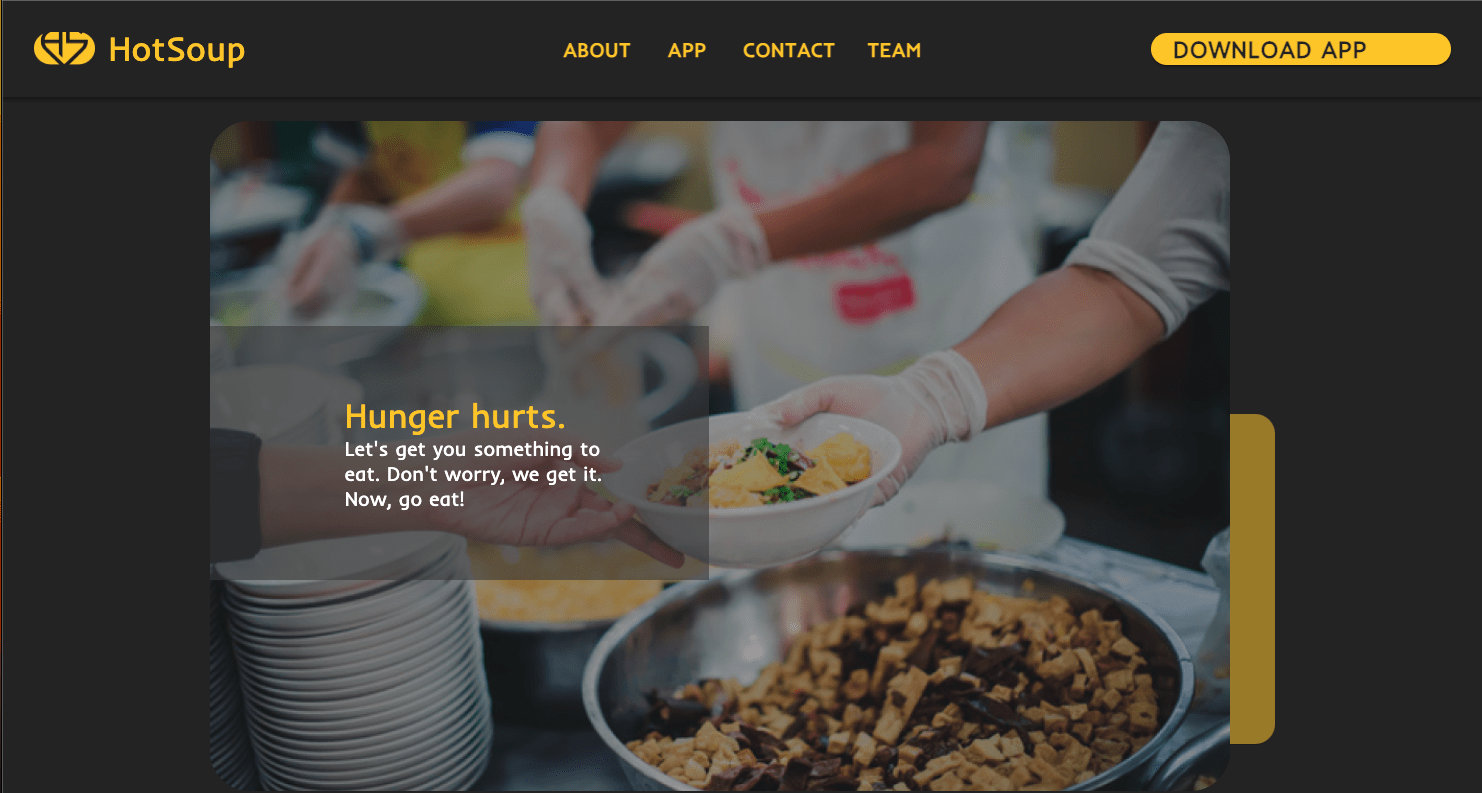 HotSoup
ABOUT APP CONTACT TEAM
DOWNLOAD APP
Hunger hurts.
Let's get you something to
eat. Don't worry, we get it.
Now, go eat!